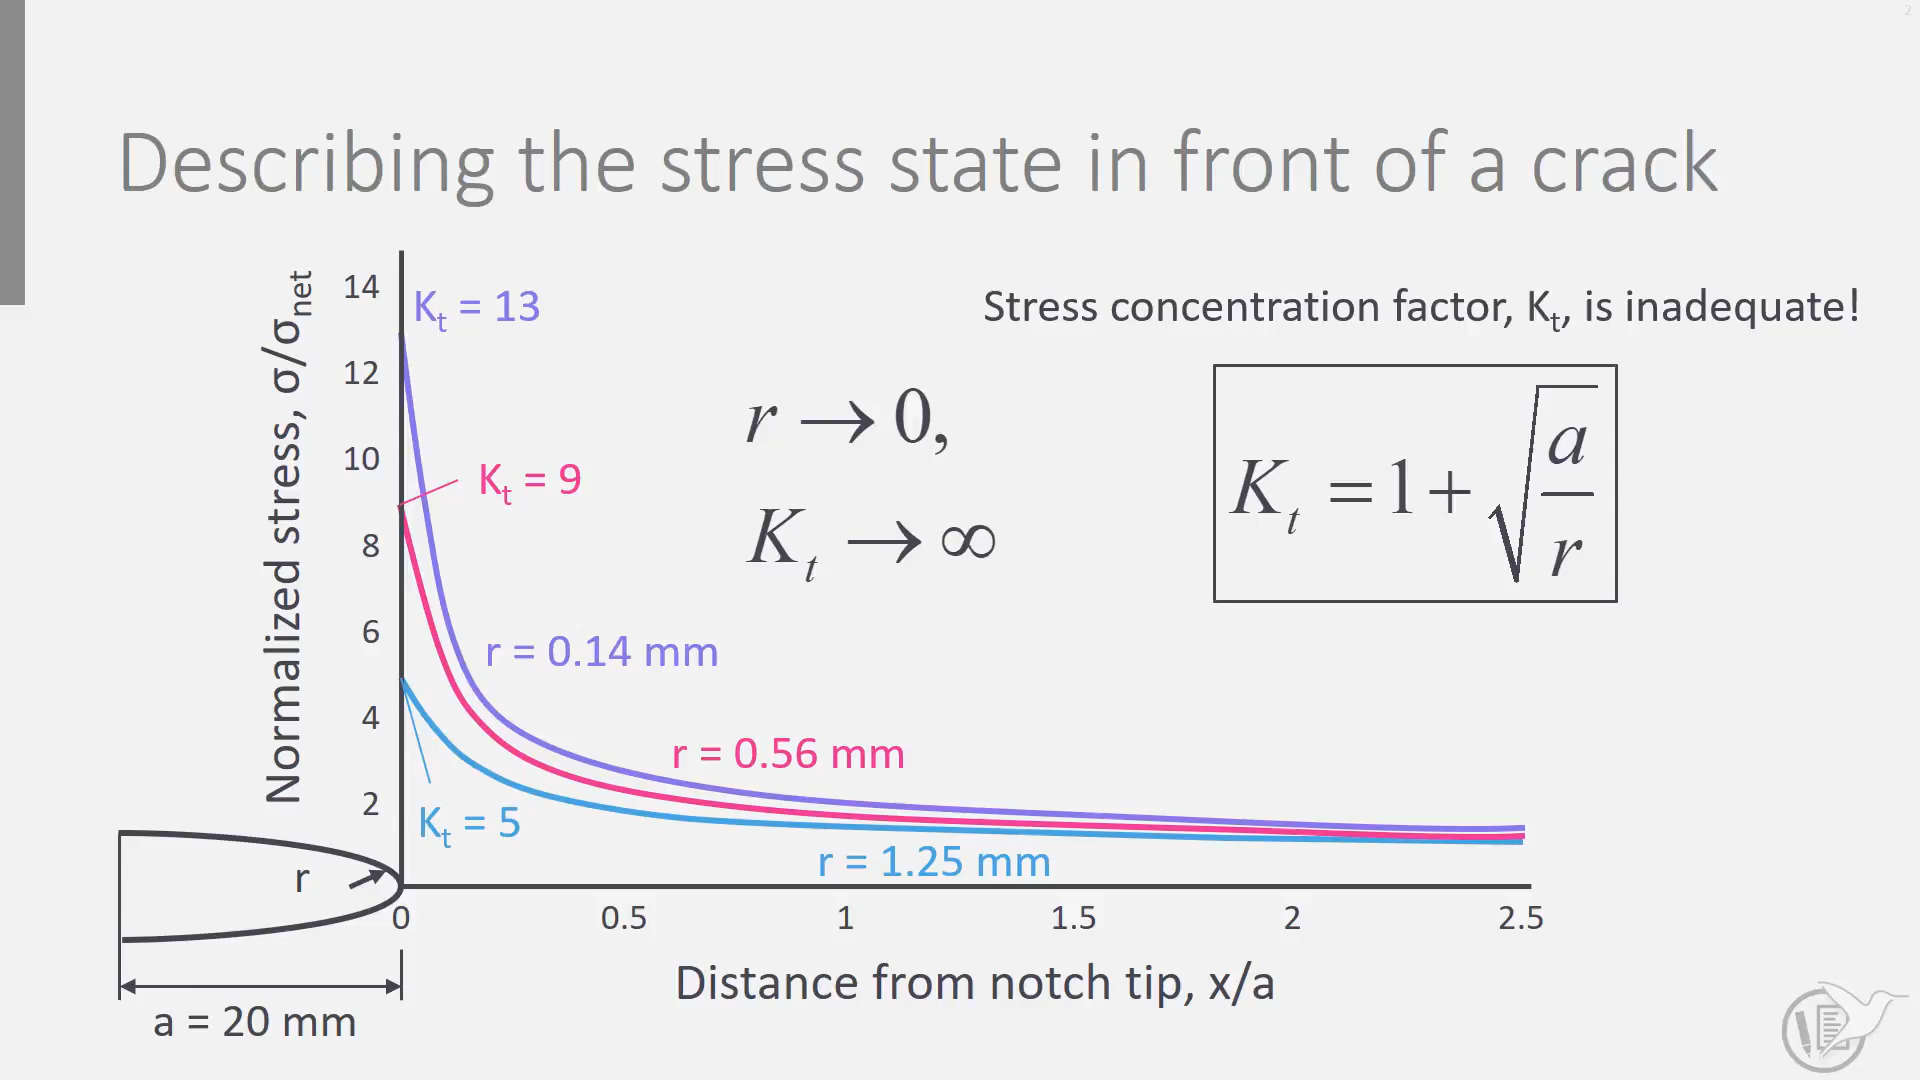 2
Describing the stress state in front of a crack
Normalized stress, σ/σnet
14
12
10
8
6
4
2
Kt = 13
Kt = 9
Kt = 5
r → 0,
Kt → ∞
Stress concentration factor, Kt, is inadequate!
Kt = 1 + √a/r
r = 0.14 mm
r = 0.56 mm
r = 1.25 mm
r
0 0.5 1 1.5 2 2.5
Distance from notch tip, x/a
a = 20 mm